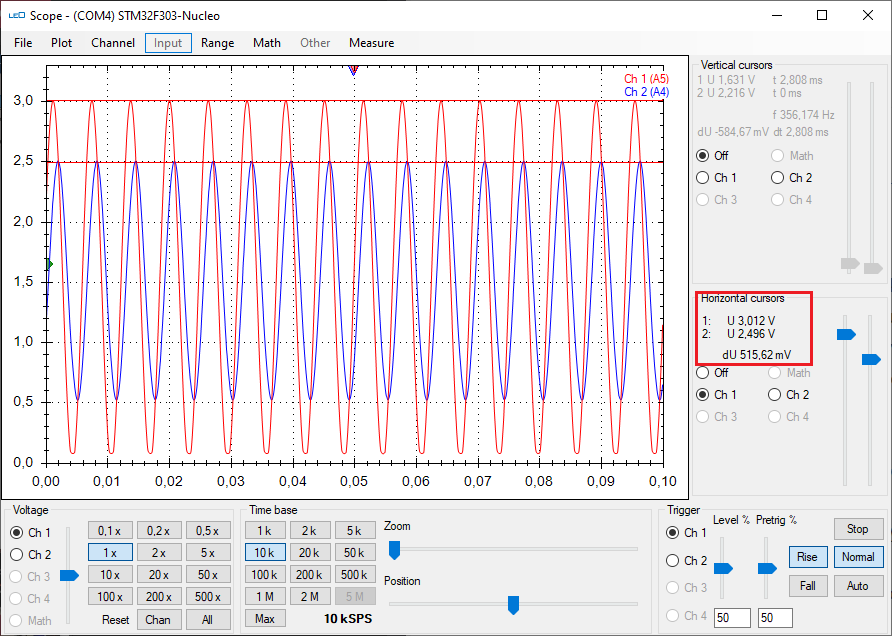 LEO Scope - (COM4) STM32F303-Nucleo
File Plot Channel Input Range Math Other Measure
Ch 1 (A5)
Ch 2 (A4)
3,0
2,5
2,0
1,5
1,0
0,5
0,0
0,00 0,01 0,02 0,03 0,04 0,05 0,06 0,07 0,08 0,09 0,10
Vertical cursors
1 U 1,631 V t 2,808 ms
2 U 2,216 V t 0 ms
f 356,174 Hz
dU -584,67 mV dt 2,808 ms
Off Math
Ch 1 Ch 2
Ch 3 Ch 4
Horizontal cursors
1: U 3,012 V
2: U 2,496 V
dU 515,62 mV
Off Math
Ch 1 Ch 2
Ch 3 Ch 4
Voltage
Ch 1 0,1 x 0,2 x 0,5 x
Ch 2 1 x 2 x 5 x
Ch 3 10 x 20 x 50 x
Ch 4 100 x 200 x 500 x
Math Reset Chan All
Time base
1 k 2 k 5 k
10 k 20 k 50 k
100 k 200 k 500 k
1 M 2 M 5 M
Max 10 kSPS
Zoom
Position
Trigger
Level % Pretrig %
Ch 1 Stop
Ch 2 Rise Normal
Ch 3 Fall Auto
Ch 4 50 50